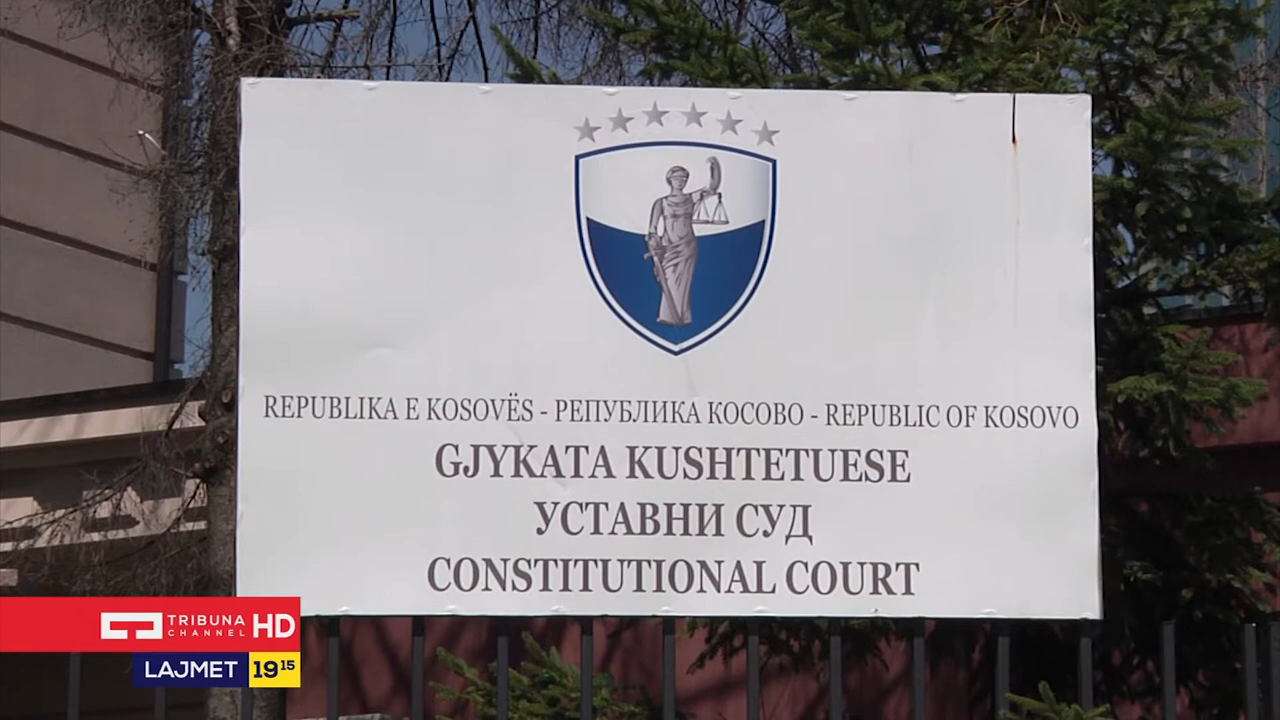 REPUBLIKA E KOSOVËS - РЕПУБЛИКА КОСОВО - REPUBLIC OF KOSOVO
GJYKATA KUSHTETUESE
УСТАВНИ СУД
CONSTITUTIONAL COURT
TRIBUNA
CHANNEL
HD
LAJMET 19 15